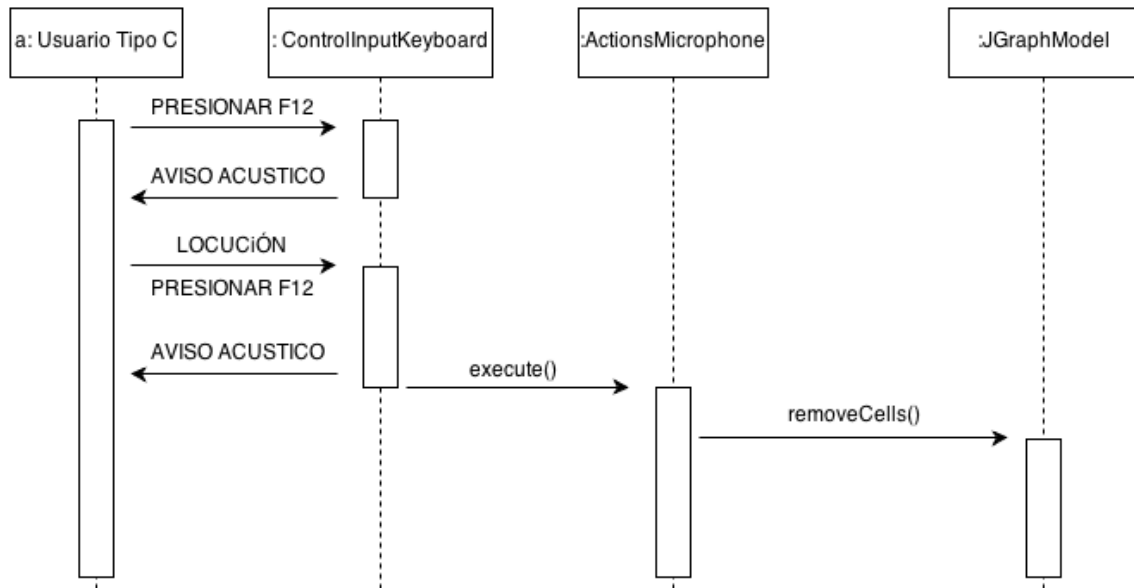 a: Usuario Tipo C
: ControlInputKeyboard
:ActionsMicrophone
:JGraphModel
PRESIONAR F12
AVISO ACUSTICO
LOCUCiÓN
PRESIONAR F12
AVISO ACUSTICO
execute()
removeCells()